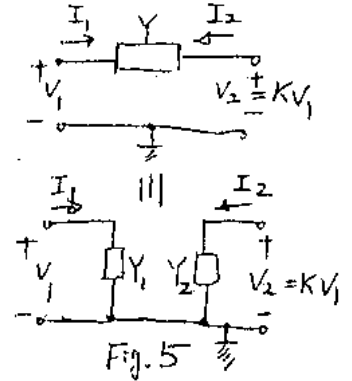 I₁ Y I₂
+ V₁ − V₂ = KV₁ + −
I₁ I₂
+ V₁ − Y₁ Y₂ + V₂ = KV₁ −
Fig. 5